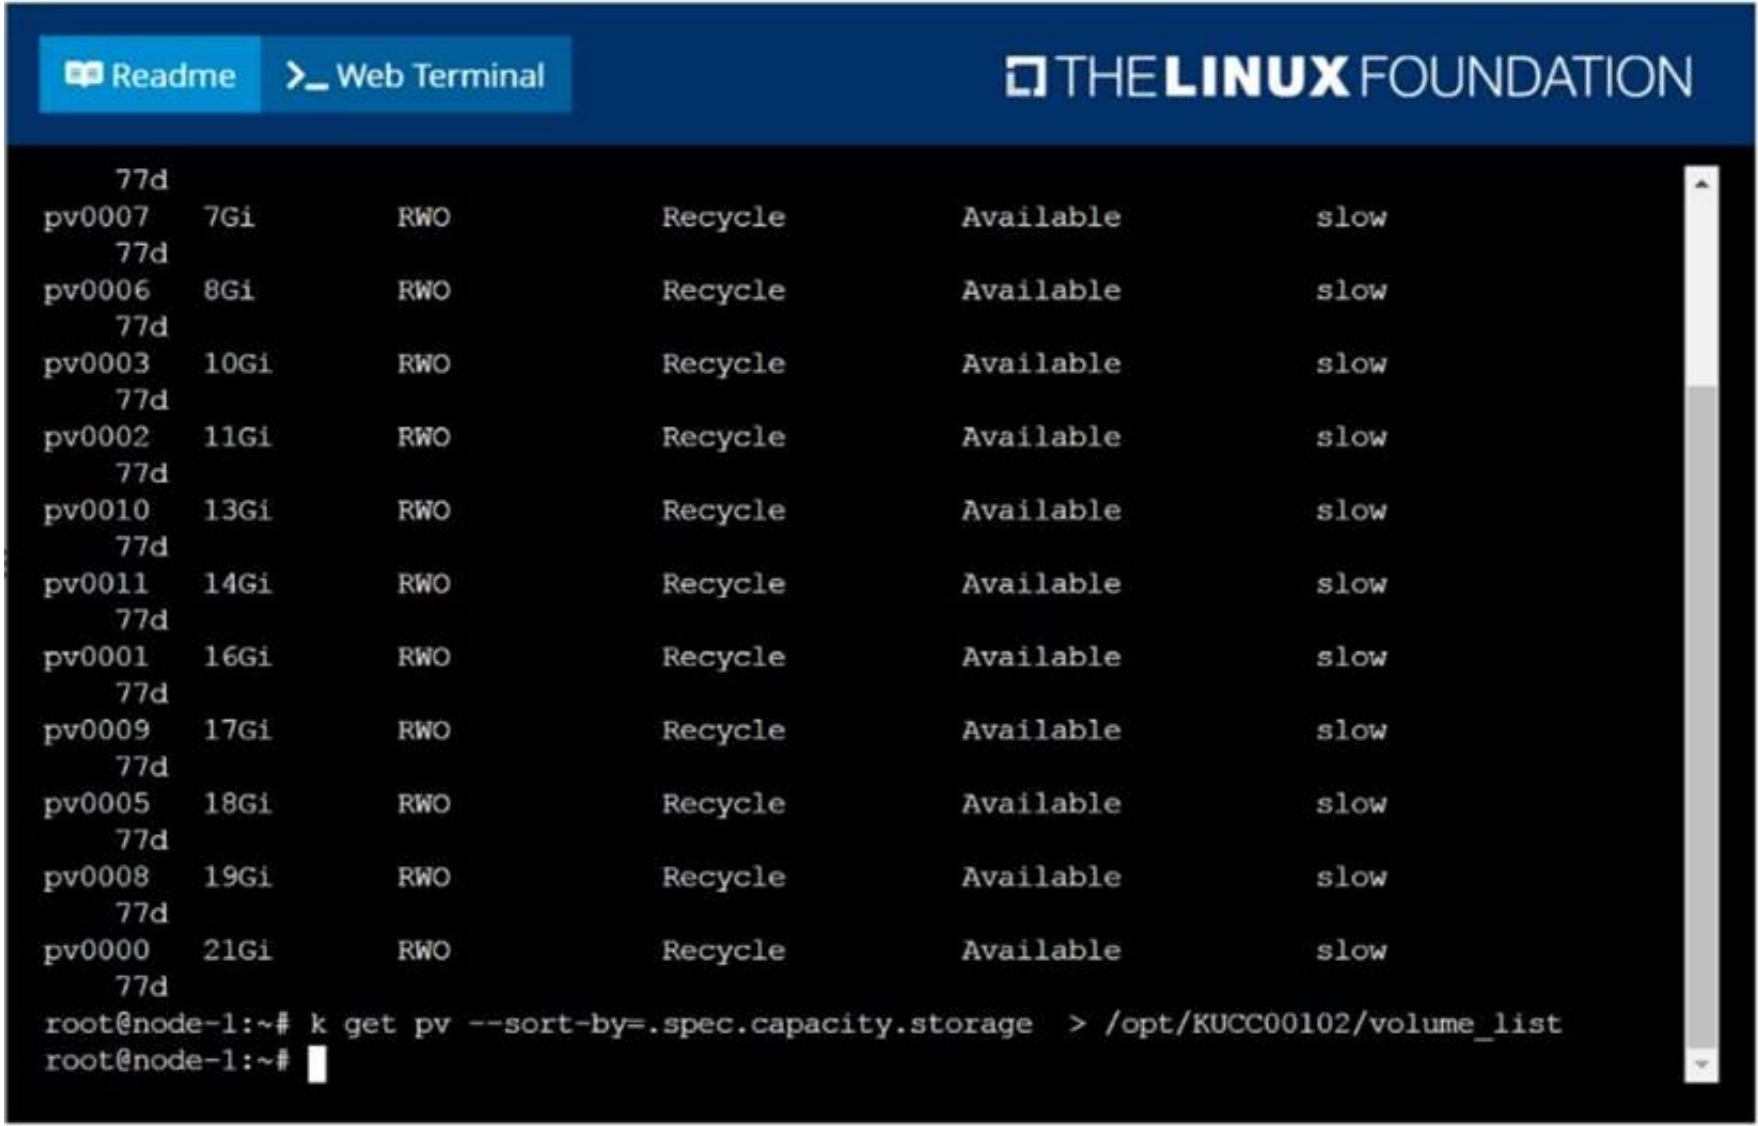 Readme >_ Web Terminal THE LINUX FOUNDATION
77d
pv0007 7Gi RWO Recycle Available slow
77d
pv0006 8Gi RWO Recycle Available slow
77d
pv0003 10Gi RWO Recycle Available slow
77d
pv0002 11Gi RWO Recycle Available slow
77d
pv0010 13Gi RWO Recycle Available slow
77d
pv0011 14Gi RWO Recycle Available slow
77d
pv0001 16Gi RWO Recycle Available slow
77d
pv0009 17Gi RWO Recycle Available slow
77d
pv0005 18Gi RWO Recycle Available slow
77d
pv0008 19Gi RWO Recycle Available slow
77d
pv0000 21Gi RWO Recycle Available slow
77d
root@node-1:~# k get pv --sort-by=.spec.capacity.storage > /opt/KUCC00102/volume_list
root@node-1:~#